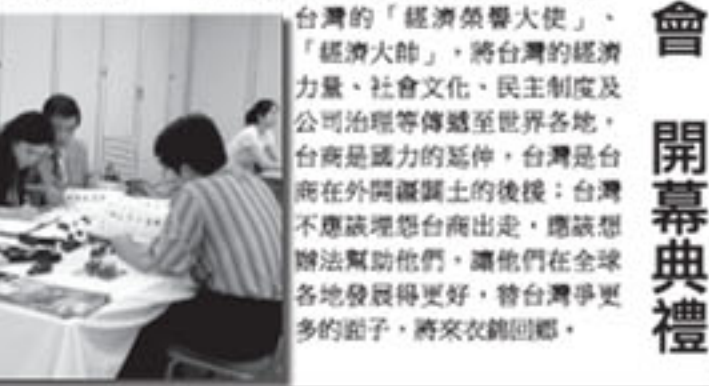 會 開幕典禮
台灣的「經濟榮譽大使」、
「經濟大帥」，將台灣的經濟
力量、社會文化、民主制度及
公司治理等傳遞至世界各地，
台商是國力的延伸，台灣是台
商在外開疆闢土的後援；台灣
不應該埋怨台商出走，應該想
辦法幫助他們，讓他們在全球
各地發展得更好，替台灣爭更
多的面子，將來衣錦回鄉。